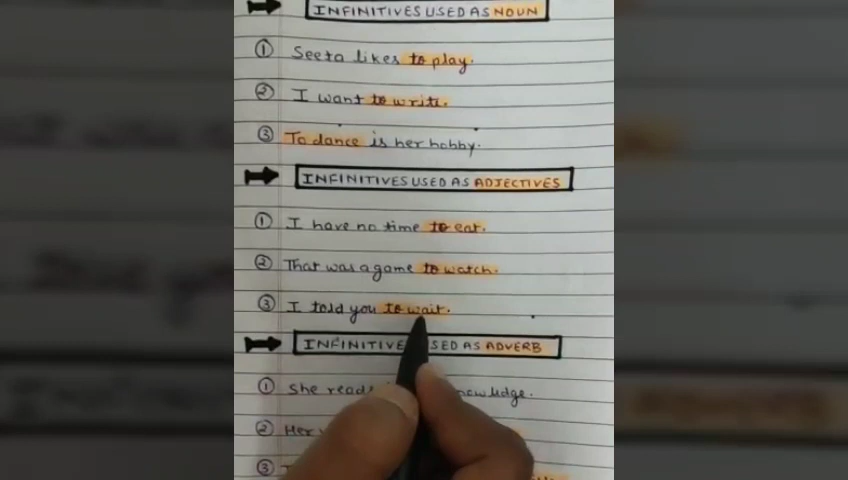 INFINITIVES USED AS NOUN
① Seeta likes to play.
② I want to write.
③ To dance is her hobby.
INFINITIVES USED AS ADJECTIVES
① I have no time to eat.
② That was a game to watch.
③ I told you to wait.
INFINITIVE USED AS ADVERB
① She reads
② Her
③